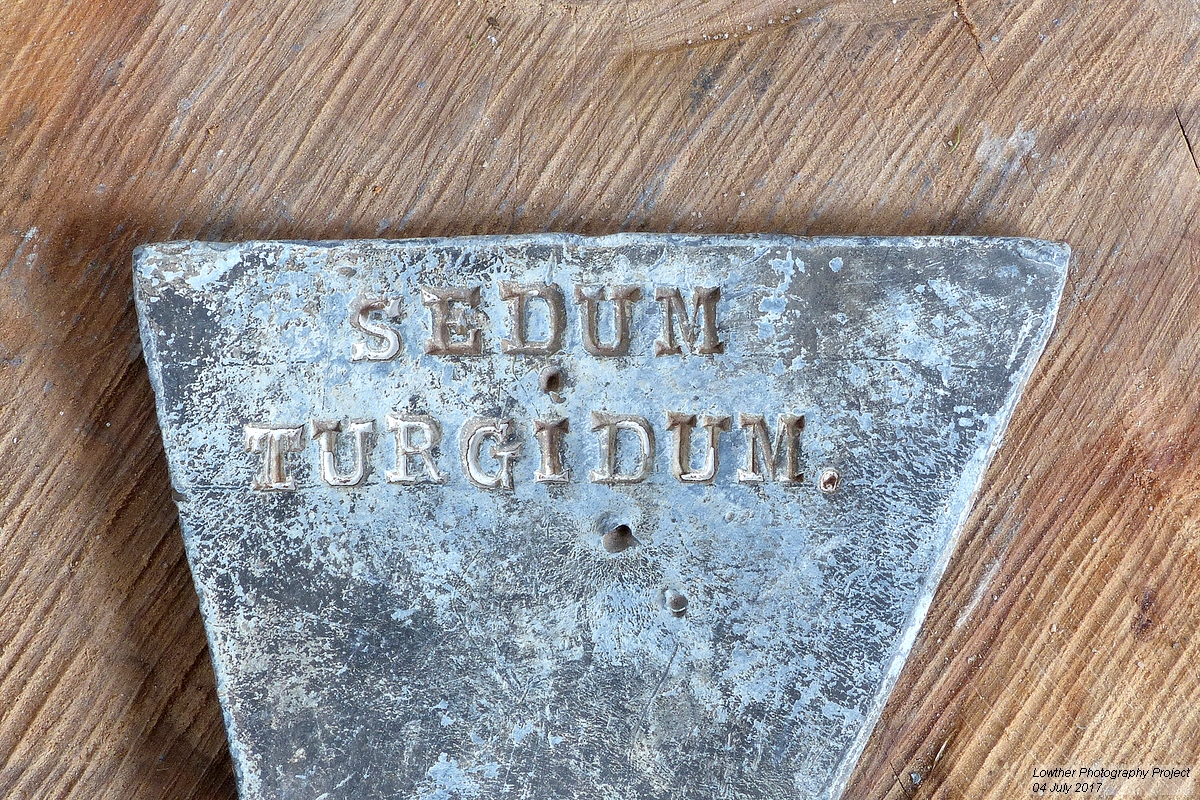 SEDUM
TURGIDUM.
Lowther Photography Project
04 July 2017